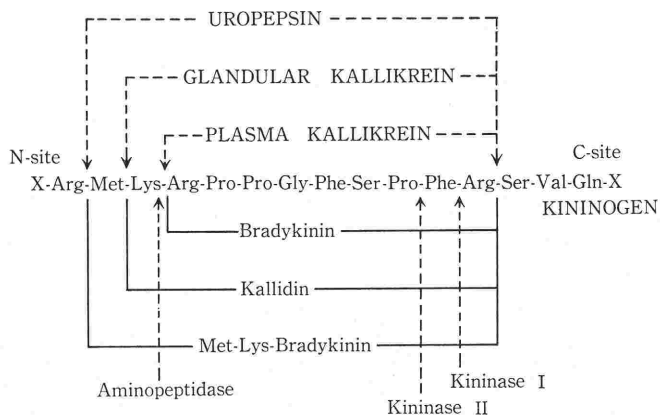 UROPEPSIN
GLANDULAR KALLIKREIN
PLASMA KALLIKREIN
N-site
C-site
X-Arg-Met-Lys-Arg-Pro-Pro-Gly-Phe-Ser-Pro-Phe-Arg-Ser-Val-Gln-X
KININOGEN
Bradykinin
Kallidin
Met-Lys-Bradykinin
Aminopeptidase
Kininase I
Kininase II